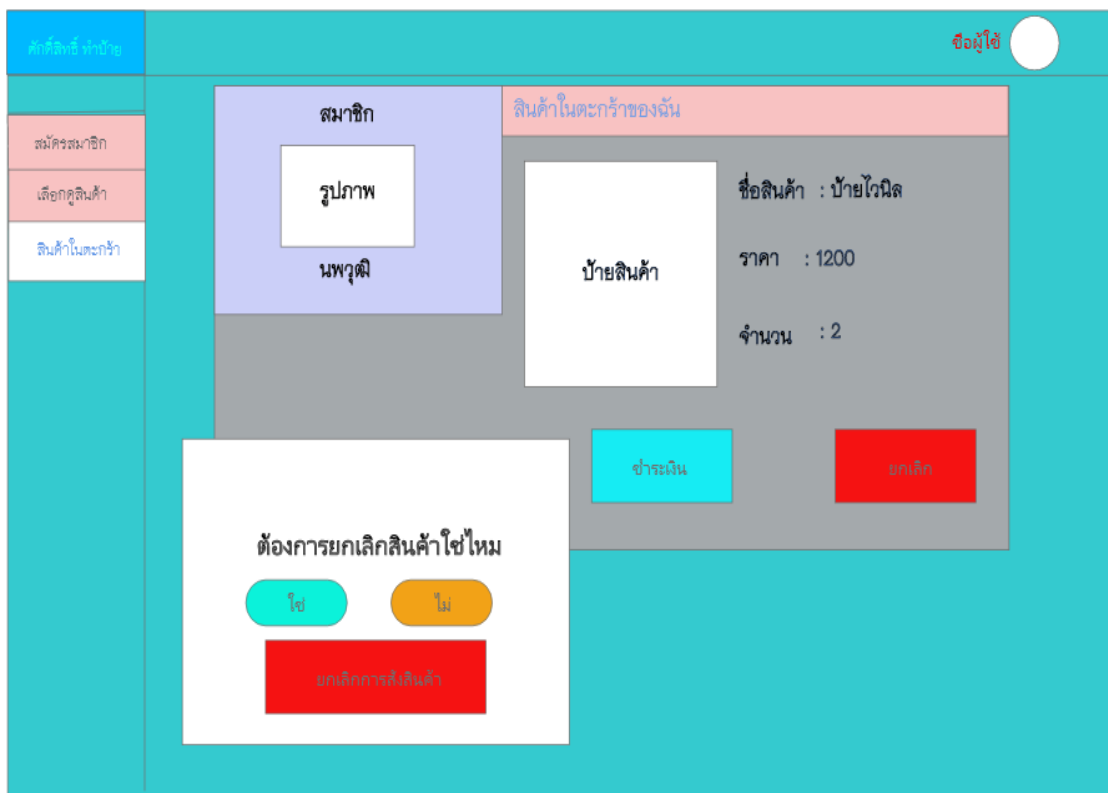 ศักดิ์สิทธิ์ ทำป้าย
ชื่อผู้ใช้
สมัครสมาชิก
เลือกดูสินค้า
สินค้าในตะกร้า
สมาชิก
รูปภาพ
นพวุฒิ
สินค้าในตะกร้าของฉัน
ป้ายสินค้า
ชื่อสินค้า : ป้ายไวนิล
ราคา : 1200
จำนวน : 2
ชำระเงิน
ยกเลิก
ต้องการยกเลิกสินค้าใช่ไหม
ใช่
ไม่
ยกเลิกการสั่งสินค้า